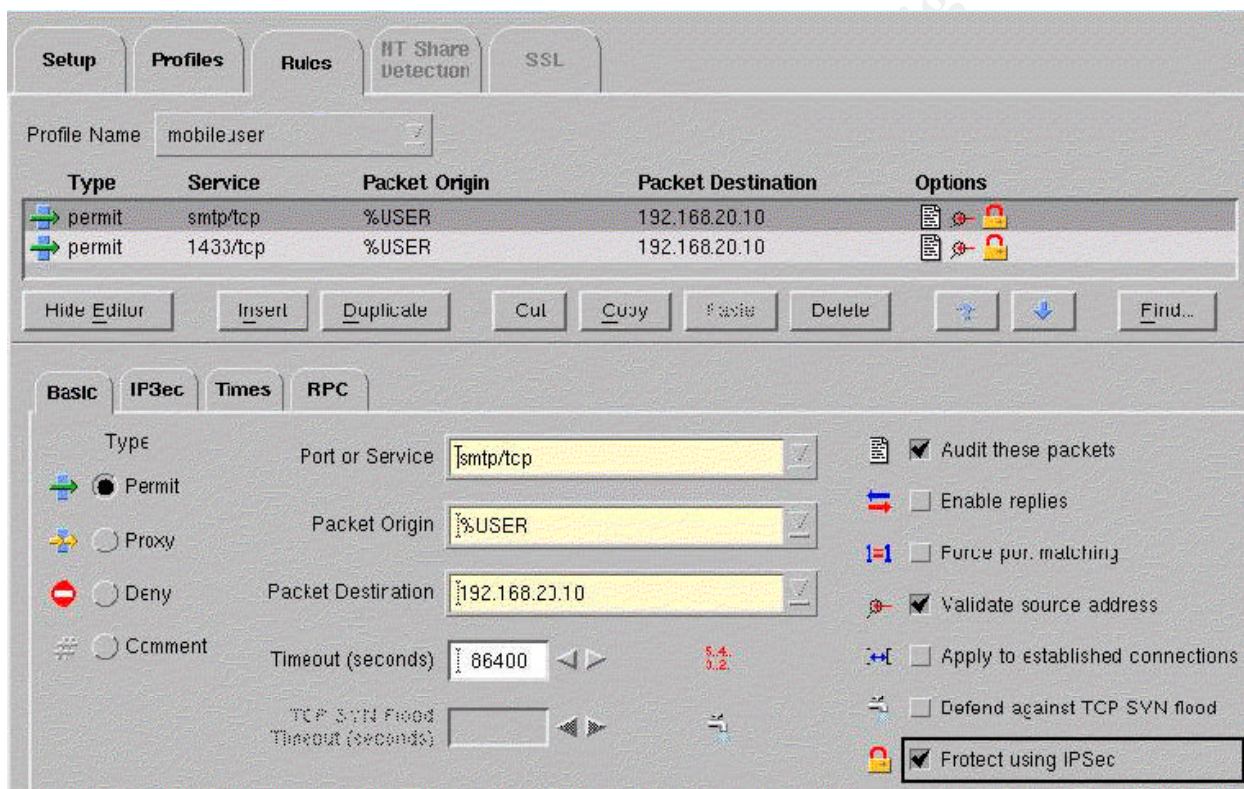 Setup Profiles Rules NT Share Detection SSL
Profile Name mobileuser
Type Service Packet Origin Packet Destination Options
permit smtp/tcp %USER 192.168.20.10
permit 1433/tcp %USER 192.168.20.10
Hide Editor Insert Duplicate Cut Copy Paste Delete Find...
Basic IPSec Times RPC
Type
Port or Service smtp/tcp
Audit these packets
Permit
Enable replies
Packet Origin %USER
Proxy
Force port matching
Deny
Packet Destination 192.168.20.10
Validate source address
Comment
Timeout (seconds) 86400
Apply to established connections
TCP SYN Flood
Timeout (seconds)
Defend against TCP SYN flood
Protect using IPSec